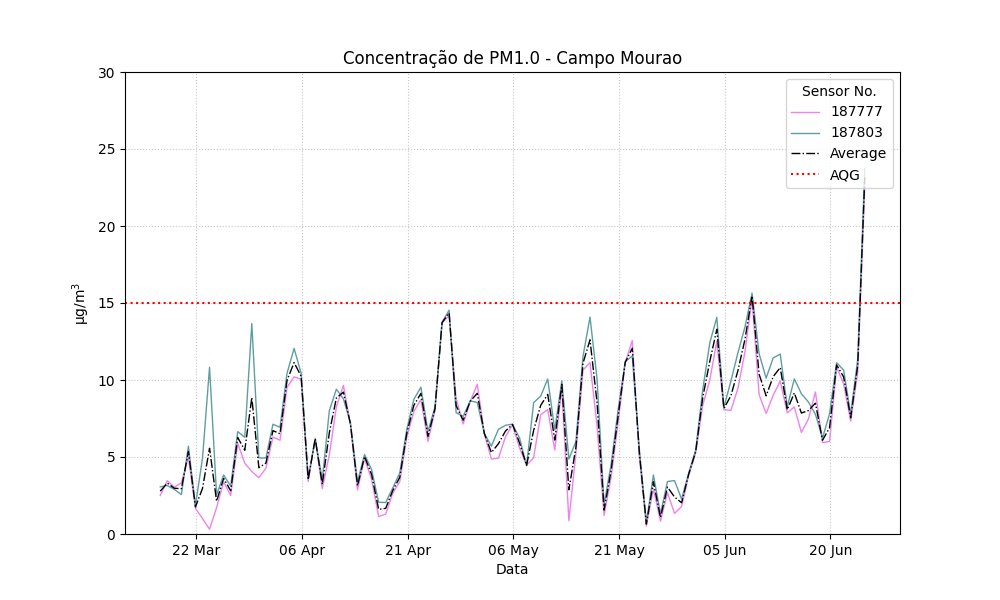 Concentração de PM1.0 - Campo Mourao
30
25
20
15
10
5
0
µg/m³
22 Mar
06 Apr
21 Apr
06 May
21 May
05 Jun
20 Jun
Data
Sensor No.
187777
187803
Average
AQG